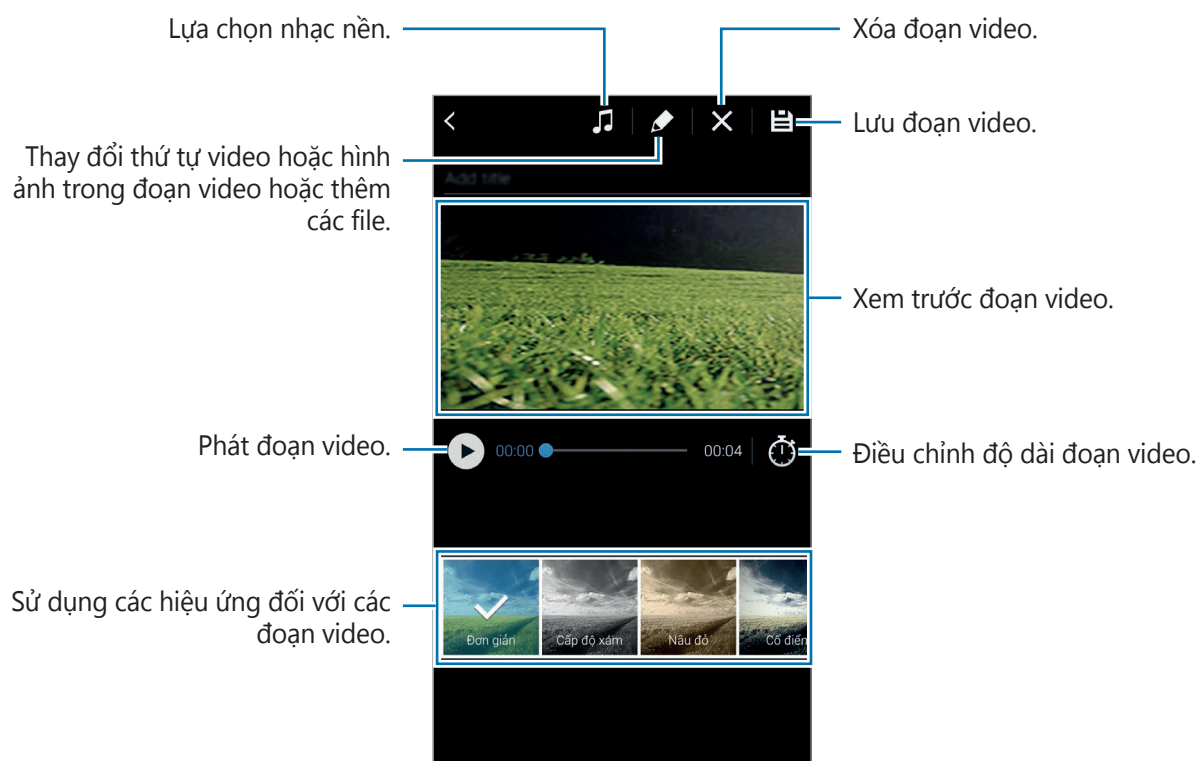 Lựa chọn nhạc nền.
Xóa đoạn video.
Lưu đoạn video.
Thay đổi thứ tự video hoặc hình
ảnh trong đoạn video hoặc thêm
các file.
Add title
Xem trước đoạn video.
Phát đoạn video.
00:00
00:04
Điều chỉnh độ dài đoạn video.
Sử dụng các hiệu ứng đối với các
đoạn video.
Đơn giản
Cấp độ xám
Nâu đỏ
Cổ điển